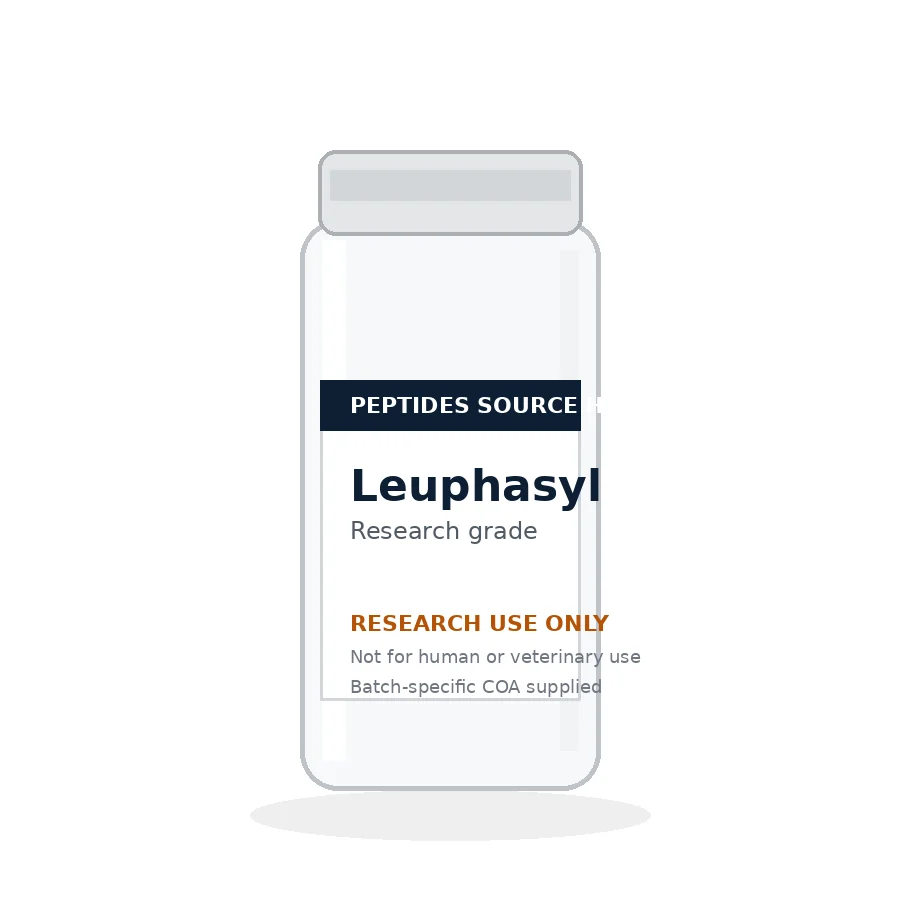 PEPTIDES SOURCE H
Leuphasyl
Research grade
RESEARCH USE ONLY
Not for human or veterinary use
Batch-specific COA supplied